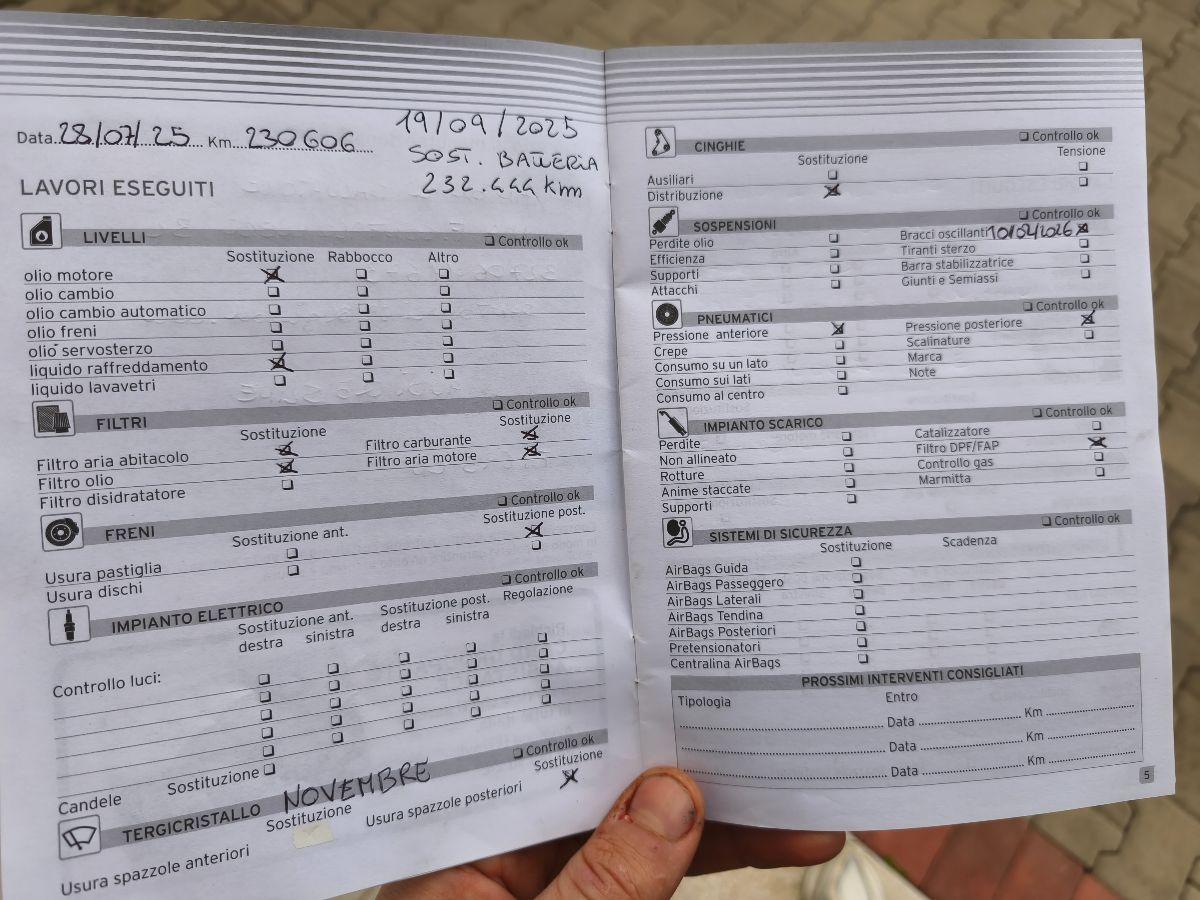 Data 28/07/25 Km 230606
19/09/2025
SOST. BATTERIA
232.444 km
LAVORI ESEGUITI
LIVELLI Controllo ok
Sostituzione Rabbocco Altro
olio motore
olio cambio
olio cambio automatico
olio freni
olio servosterzo
liquido raffreddamento
liquido lavavetri
FILTRI Controllo ok
Sostituzione Sostituzione
Filtro aria abitacolo Filtro carburante
Filtro olio Filtro aria motore
Filtro disidratatore
FRENI Controllo ok
Sostituzione ant. Sostituzione post.
Usura pastiglia
Usura dischi
IMPIANTO ELETTRICO Controllo ok
Sostituzione ant. Sostituzione post. Regolazione
destra sinistra destra sinistra
Controllo luci:
Candele Sostituzione
NOVEMBRE
TERGICRISTALLO Controllo ok
Sostituzione Sostituzione
Usura spazzole anteriori Usura spazzole posteriori
CINGHIE Controllo ok
Sostituzione Tensione
Ausiliari
Distribuzione
SOSPENSIONI Controllo ok
Perdite olio Bracci oscillanti 10/02/2026
Efficienza Tiranti sterzo
Supporti Barra stabilizzatrice
Attacchi Giunti e Semiassi
PNEUMATICI Controllo ok
Pressione anteriore Pressione posteriore
Crepe Scalinature
Consumo su un lato Marca
Consumo sui lati Note
Consumo al centro
IMPIANTO SCARICO Controllo ok
Perdite Catalizzatore
Non allineato Filtro DPF/FAP
Rotture Controllo gas
Anime staccate Marmitta
Supporti
SISTEMI DI SICUREZZA Controllo ok
Sostituzione Scadenza
AirBags Guida
AirBags Passeggero
AirBags Laterali
AirBags Tendina
AirBags Posteriori
Pretensionatori
Centralina AirBags
PROSSIMI INTERVENTI CONSIGLIATI
Tipologia Entro
Data Km
Data Km
Data Km
5